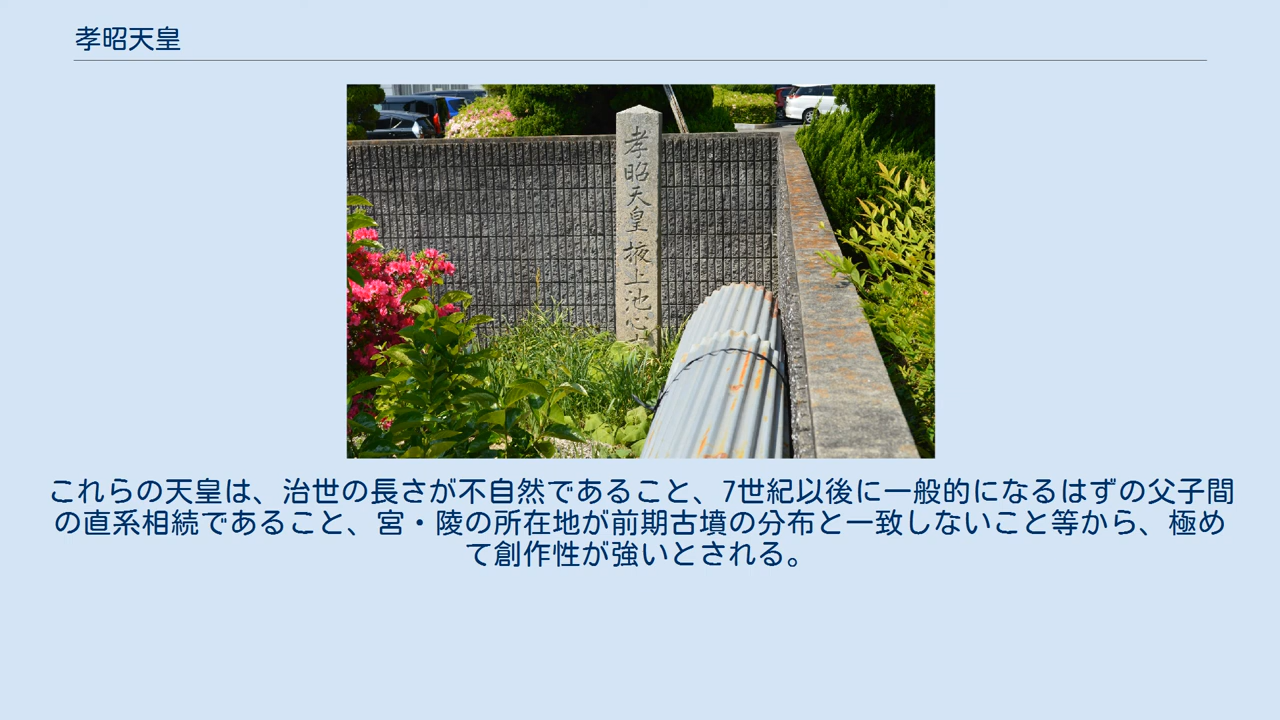 孝昭天皇
孝昭天皇 掖上池心
これらの天皇は、治世の長さが不自然であること、7世紀以後に一般的になるはずの父子間
の直系相続であること、宮・陵の所在地が前期古墳の分布と一致しないこと等から、極め
て創作性が強いとされる。